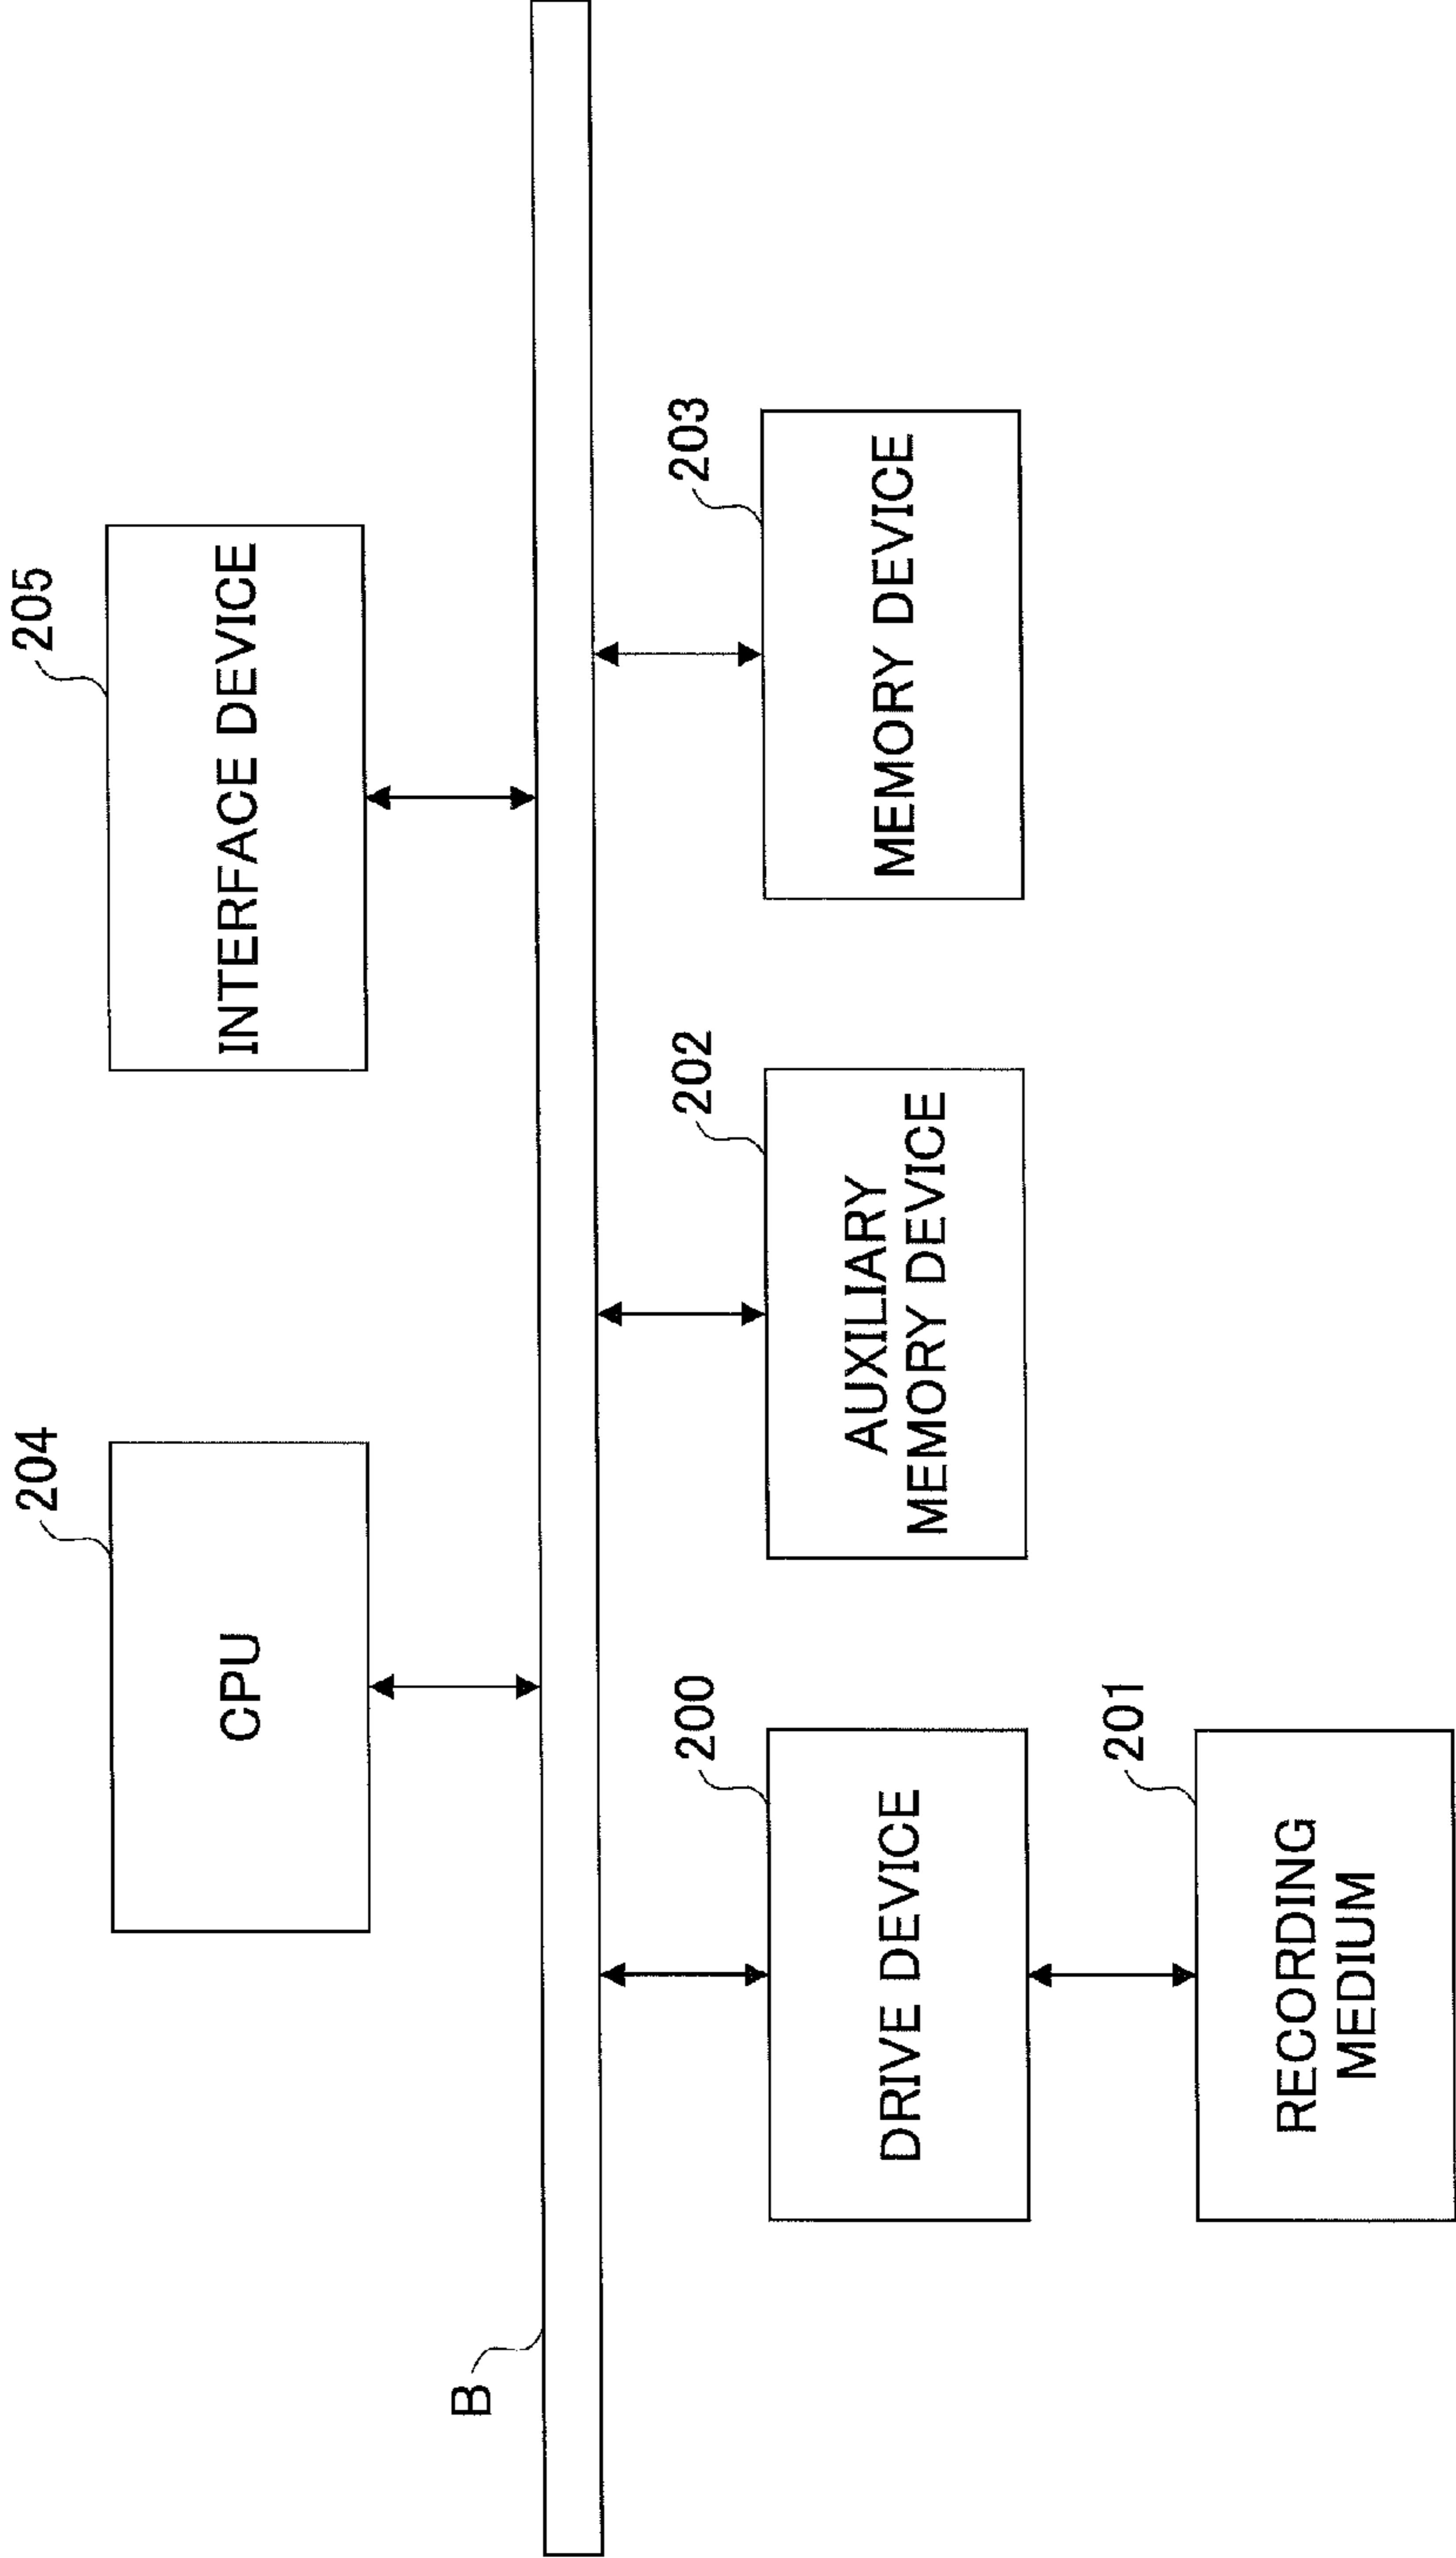 204
CPU
205
INTERFACE DEVICE
B
200
DRIVE DEVICE
202
AUXILIARY
MEMORY DEVICE
203
MEMORY DEVICE
201
RECORDING
MEDIUM